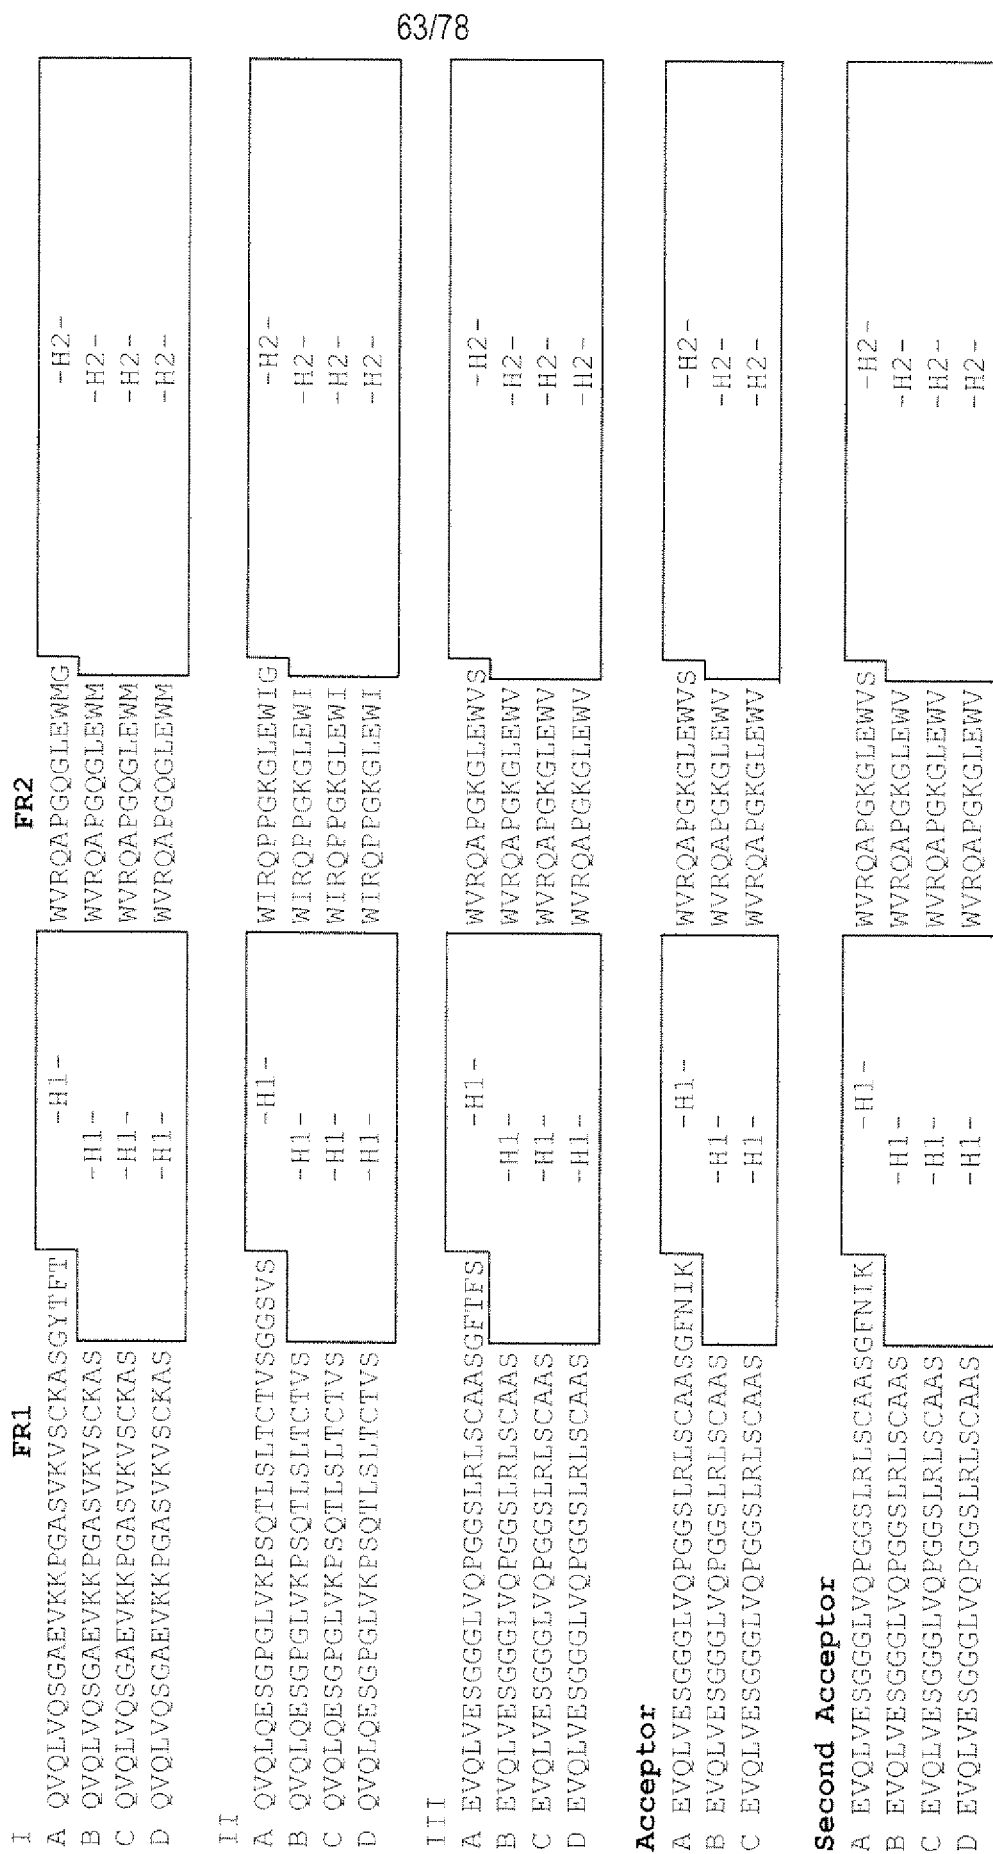 63/78
FR1 FR2
I
A QVQLVQSGAEVKKPGASVKVSCKASGYTFT -H1- WVRQAPGQGLEWMG -H2-
B QVQLVQSGAEVKKPGASVKVSCKAS -H1- WVRQAPGQGLEWM -H2-
C QVQLVQSGAEVKKPGASVKVSCKAS -H1- WVRQAPGQGLEWM -H2-
D QVQLVQSGAEVKKPGASVKVSCKAS -H1- WVRQAPGQGLEWM -H2-
II
A QVQLQESGPGLVKPSQTLSLTCTVSGGSVS -H1- WIRQPPGKGLEWIG -H2-
B QVQLQESGPGLVKPSQTLSLTCTVS -H1- WIRQPPGKGLEWI -H2-
C QVQLQESGPGLVKPSQTLSLTCTVS -H1- WIRQPPGKGLEWI -H2-
D QVQLQESGPGLVKPSQTLSLTCTVS -H1- WIRQPPGKGLEWI -H2-
III
A EVQLVESGGGLVQPGGSLRLSCAASGFTFS -H1- WVRQAPGKGLEWVS -H2-
B EVQLVESGGGLVQPGGSLRLSCAAS -H1- WVRQAPGKGLEWV -H2-
C EVQLVESGGGLVQPGGSLRLSCAAS -H1- WVRQAPGKGLEWV -H2-
D EVQLVESGGGLVQPGGSLRLSCAAS -H1- WVRQAPGKGLEWV -H2-
Acceptor
A EVQLVESGGGLVQPGGSLRLSCAASGFNIK -H1- WVRQAPGKGLEWVS -H2-
B EVQLVESGGGLVQPGGSLRLSCAAS -H1- WVRQAPGKGLEWV -H2-
C EVQLVESGGGLVQPGGSLRLSCAAS -H1- WVRQAPGKGLEWV -H2-
Second Acceptor
A EVQLVESGGGLVQPGGSLRLSCAASGFNIK -H1- WVRQAPGKGLEWVS -H2-
B EVQLVESGGGLVQPGGSLRLSCAAS -H1- WVRQAPGKGLEWV -H2-
C EVQLVESGGGLVQPGGSLRLSCAAS -H1- WVRQAPGKGLEWV -H2-
D EVQLVESGGGLVQPGGSLRLSCAAS -H1- WVRQAPGKGLEWV -H2-